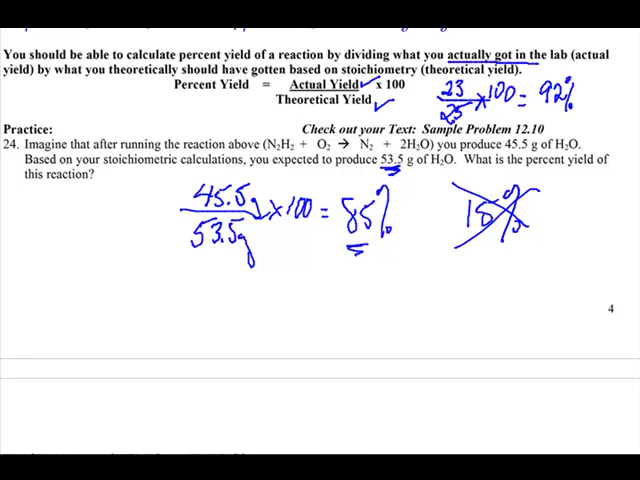 You should be able to calculate percent yield of a reaction by dividing what you actually got in the lab (actual
yield) by what you theoretically should have gotten based on stoichiometry (theoretical yield).
Percent Yield = Actual Yield x 100
Theoretical Yield
23/25 × 100 = 92%
Practice: Check out your Text: Sample Problem 12.10
24. Imagine that after running the reaction above (N₂H₂ + O₂ → N₂ + 2H₂O) you produce 45.5 g of H₂O.
Based on your stoichiometric calculations, you expected to produce 53.5 g of H₂O. What is the percent yield of
this reaction?
45.5g
× 100 = 85%
53.5g
15%
4